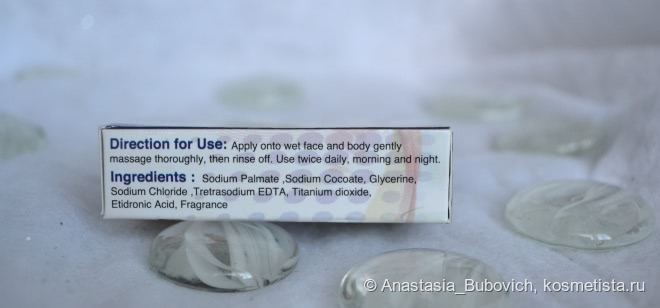 Direction for Use: Apply onto wet face and body gently
massage thoroughly, then rinse off. Use twice daily, morning and night.
Ingredients : Sodium Palmate ,Sodium Cocoate, Glycerine,
Sodium Chloride ,Tretrasodium EDTA, Titanium dioxide,
Etidronic Acid, Fragrance
© Anastasia_Bubovich, kosmetista.ru